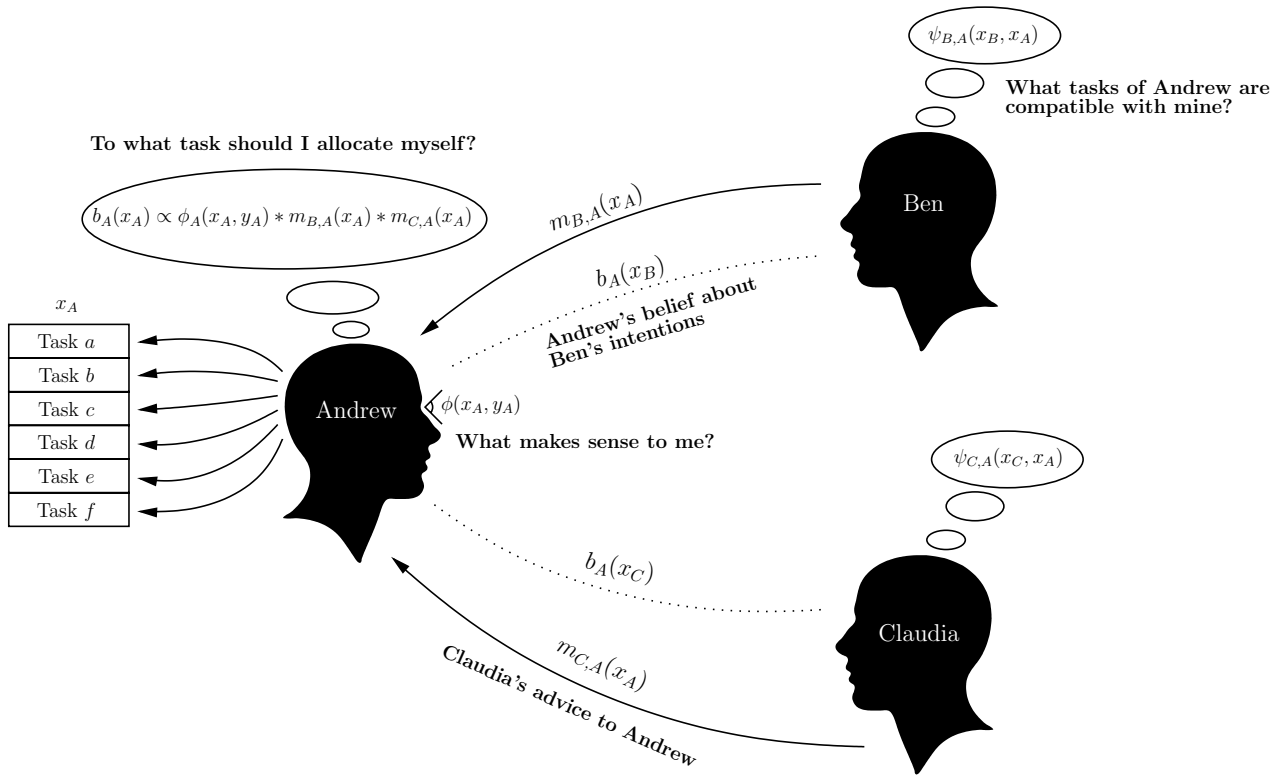 ψ_{B,A}(x_B, x_A)
What tasks of Andrew are
compatible with mine?
To what task should I allocate myself?
b_A(x_A) ∝ ϕ_A(x_A, y_A) ∗ m_{B,A}(x_A) ∗ m_{C,A}(x_A)
m_{B,A}(x_A)
Ben
b_A(x_B)
Andrew's belief about
Ben's intentions
x_A
Task a
Task b
Task c
Task d
Task e
Task f
Andrew
ϕ(x_A, y_A)
What makes sense to me?
ψ_{C,A}(x_C, x_A)
b_A(x_C)
Claudia
m_{C,A}(x_A)
Claudia's advice to Andrew